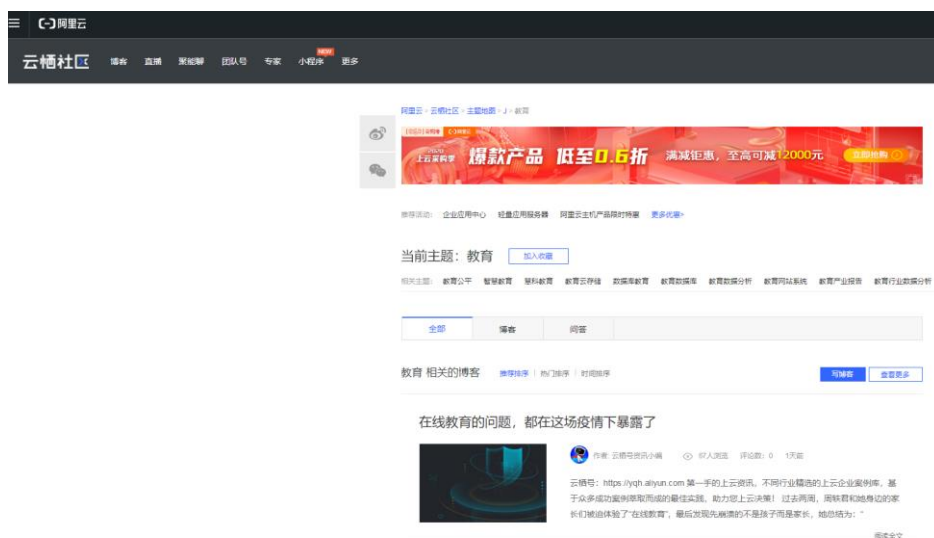 (-) 阿里云
云栖社区 博客 直播 聚能聊 团队号 专家 小程序 NEW 更多
阿里云 > 云栖社区 > 主题地图 > J > 教育
上云采购季 爆款产品 低至0.6折 满减钜惠，至高可减12000元 立即抢购
推荐活动： 企业应用中心 轻量应用服务器 阿里云主机产品限时特惠 更多优惠>
当前主题：教育 加入收藏
相关主题： 教育公平 智慧教育 慧科教育 教育云存储 数据库教育 教育数据库 教育数据分析 教育网站系统 教育产业报告 教育行业数据分析
全部 博客 问答
教育 相关的博客 推荐排序 热门排序 时间排序 写博客 查看更多
在线教育的问题，都在这场疫情下暴露了
作者：云栖号资讯小编 97人浏览 评论数：0 1天前
云栖号：https://yqh.aliyun.com 第一手的上云资讯，不同行业精选的上云企业案例库，基
于众多成功案例萃取而成的最佳实践，助力您上云决策！ 过去两周，周轶君和她身边的家
长们被迫体验了“在线教育”，最后发现先崩溃的不是孩子而是家长，她总结为：“
阅读全文